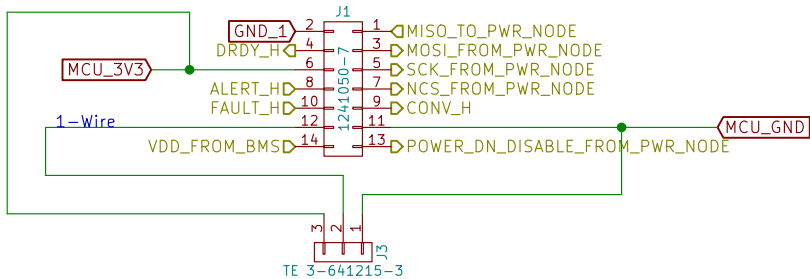 J1
GND_1 2 1 MISO_TO_PWR_NODE
DRDY_H 4 3 MOSI_FROM_PWR_NODE
MCU_3V3 6 5 SCK_FROM_PWR_NODE
ALERT_H 8 7 NCS_FROM_PWR_NODE
FAULT_H 10 9 CONV_H
1241050-7
1-Wire 12 11 MCU_GND
VDD_FROM_BMS 14 13 POWER_DN_DISABLE_FROM_PWR_NODE
3 2 1
J3
TE 3-641215-3